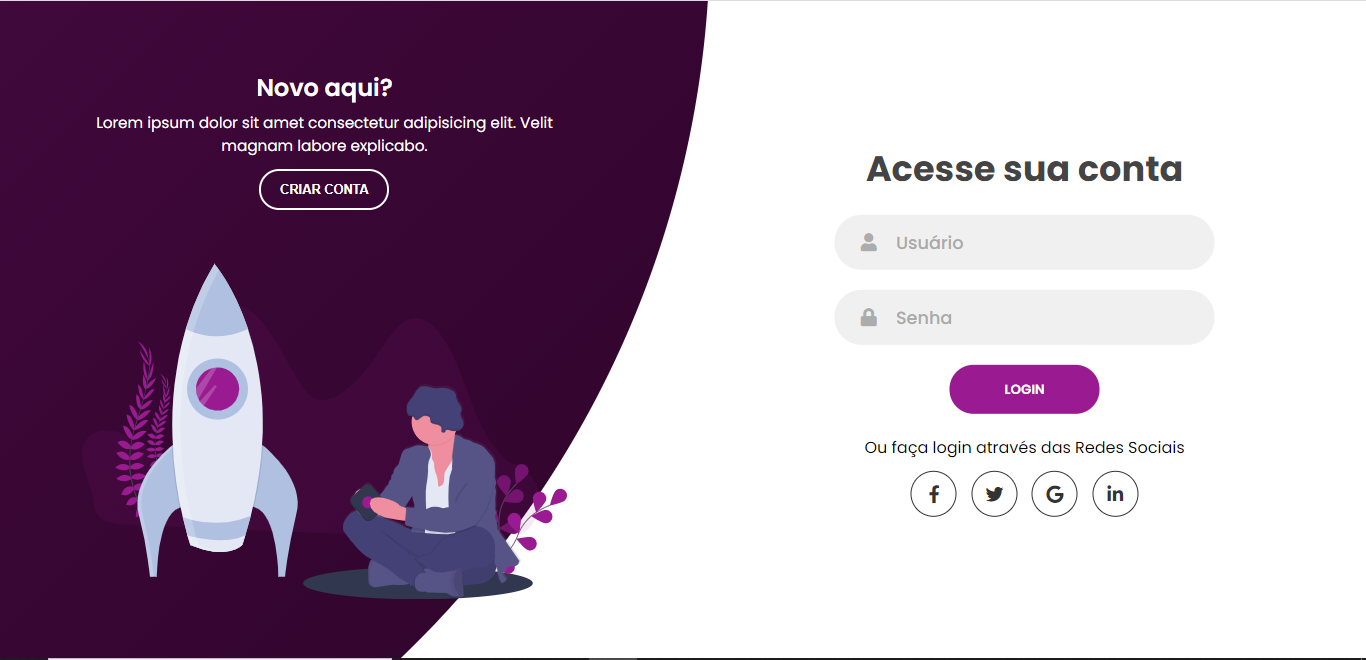 Novo aqui?
Lorem ipsum dolor sit amet consectetur adipisicing elit. Velit
magnam labore explicabo.
CRIAR CONTA
Acesse sua conta
Usuário
Senha
LOGIN
Ou faça login através das Redes Sociais